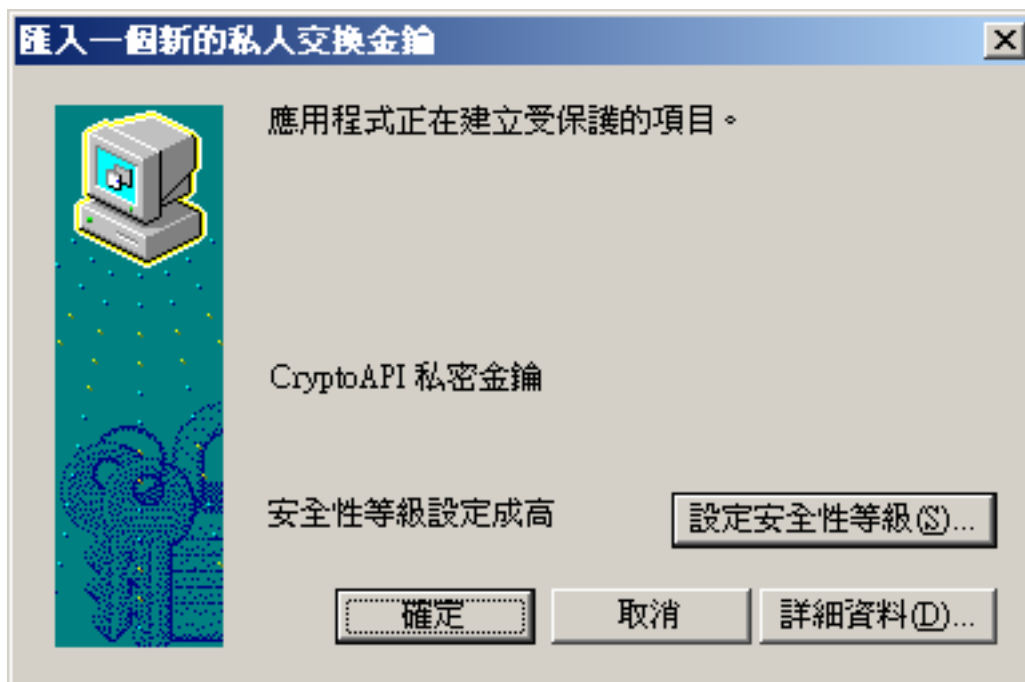 匯入一個新的私人交換金鑰
應用程式正在建立受保護的項目。
CryptoAPI 私密金鑰
安全性等級設定成高
設定安全性等級(S)...
確定
取消
詳細資料(D)...